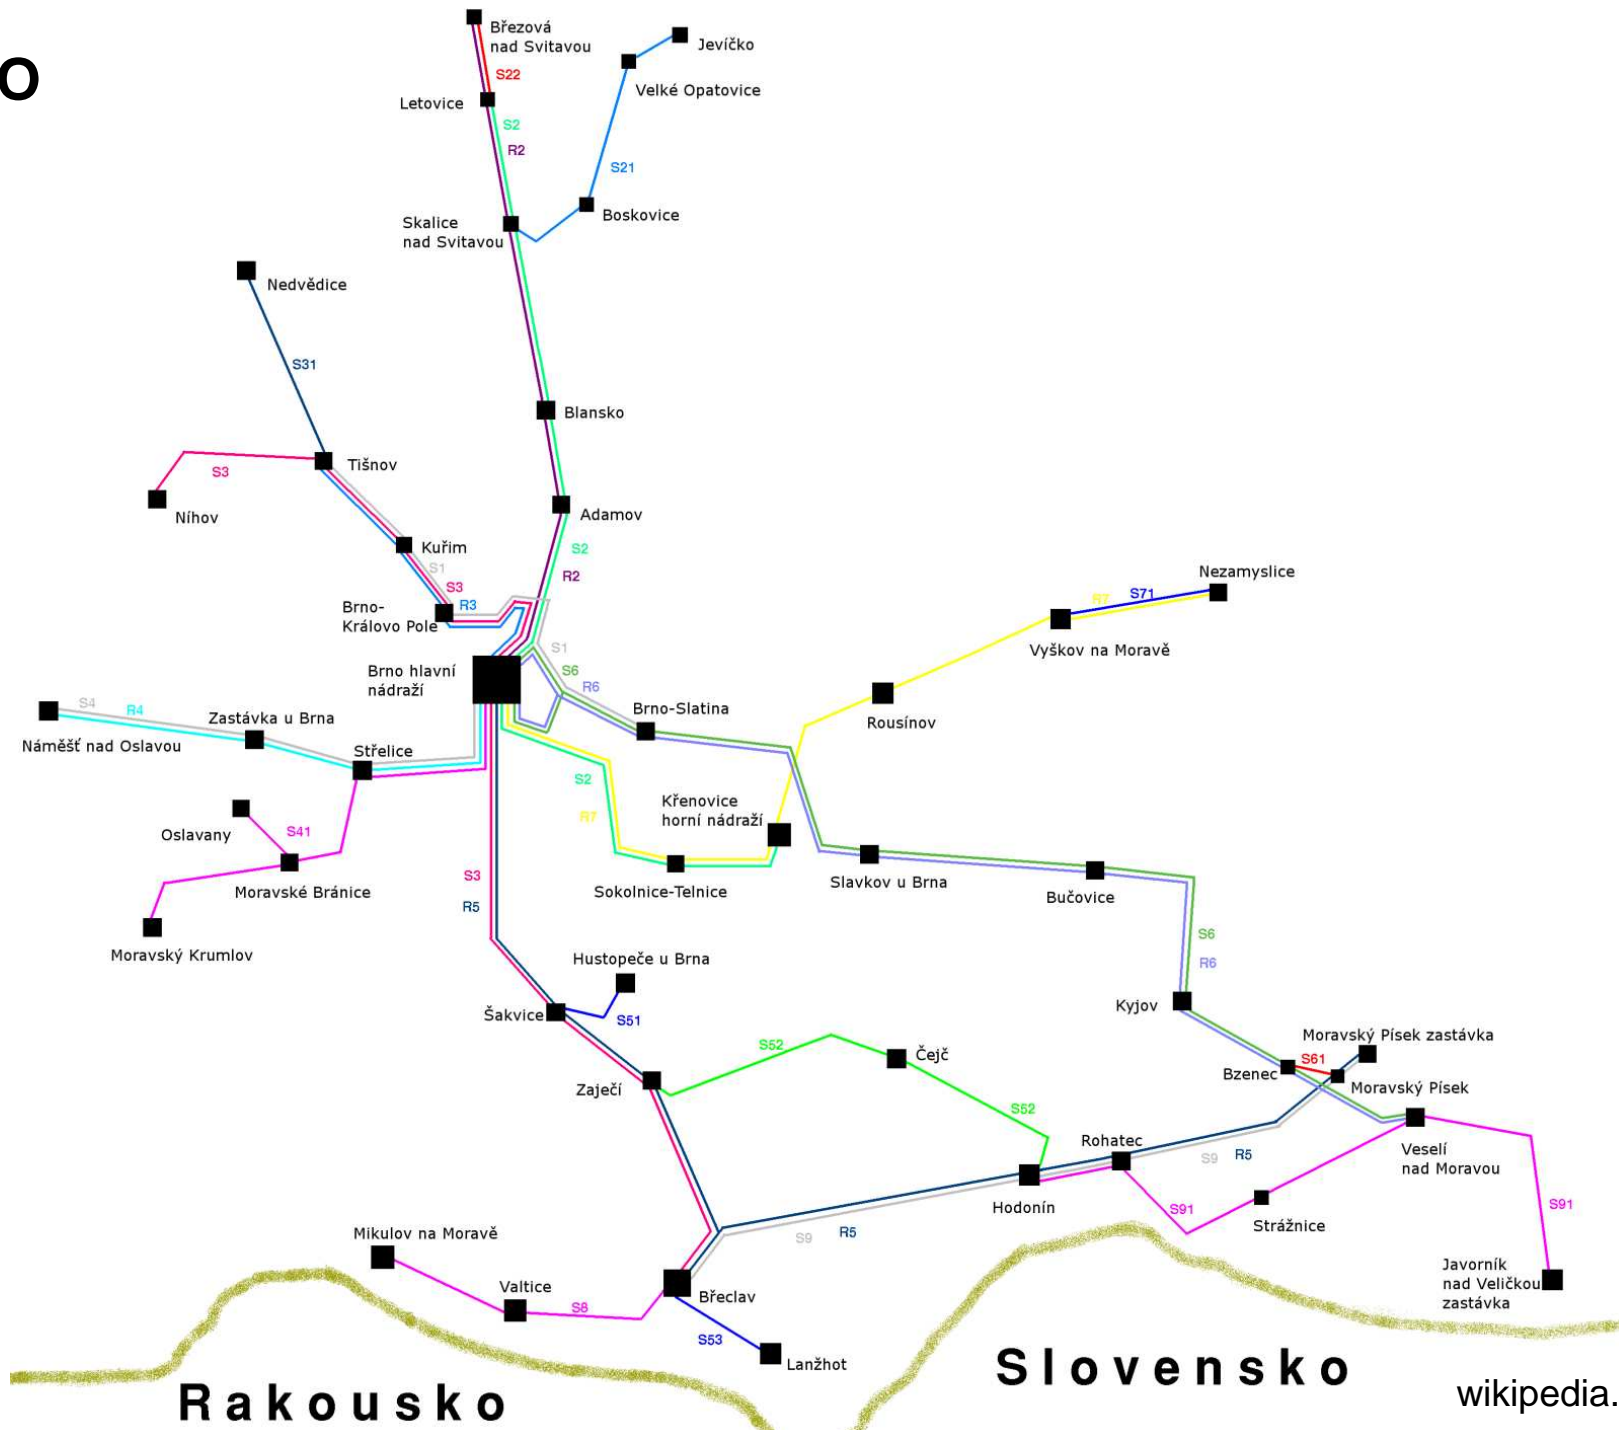 O
Březová
nad Svitavou
Jevíčko
S22
Velké Opatovice
Letovice
S2
R2
S21
Boskovice
Skalice
nad Svitavou
Nedvědice
S31
Blansko
Tišnov
S3
Níhov
Adamov
Kuřim
S1
S3
R3
S2
R2
Brno-
Královo Pole
Nezamyslice
R7
S71
Vyškov na Moravě
S1
S6
R6
Brno hlavní
nádraží
Brno-Slatina
Rousínov
S4
R4
Zastávka u Brna
Náměšť nad Oslavou
Střelice
S2
R7
Křenovice
horní nádraží
Oslavany
S41
Moravské Bránice
Sokolnice-Telnice
Slavkov u Brna
Bučovice
S3
R5
Moravský Krumlov
S6
R6
Hustopeče u Brna
Šakvice
S51
Kyjov
Moravský Písek zastávka
S52
Čejč
S61
Bzenec
Moravský Písek
Zaječí
S52
Rohatec
S9
R5
Veselí
nad Moravou
Hodonín
S91
Strážnice
S91
Mikulov na Moravě
S9
R5
Valtice
S8
Břeclav
Javorník
nad Veličkou
zastávka
S53
Lanžhot
Slovensko
Rakousko
wikipedia.